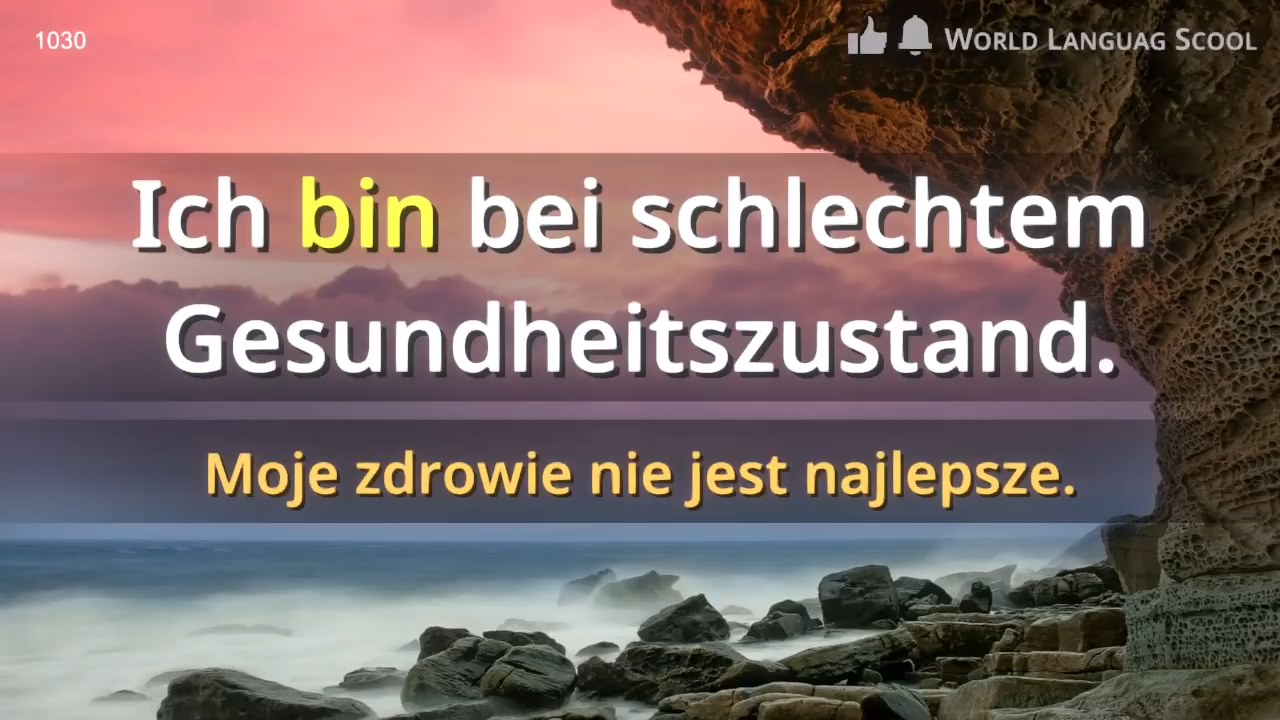 1030
World Languag Scool
Ich bin bei schlechtem
Gesundheitszustand.
Moje zdrowie nie jest najlepsze.